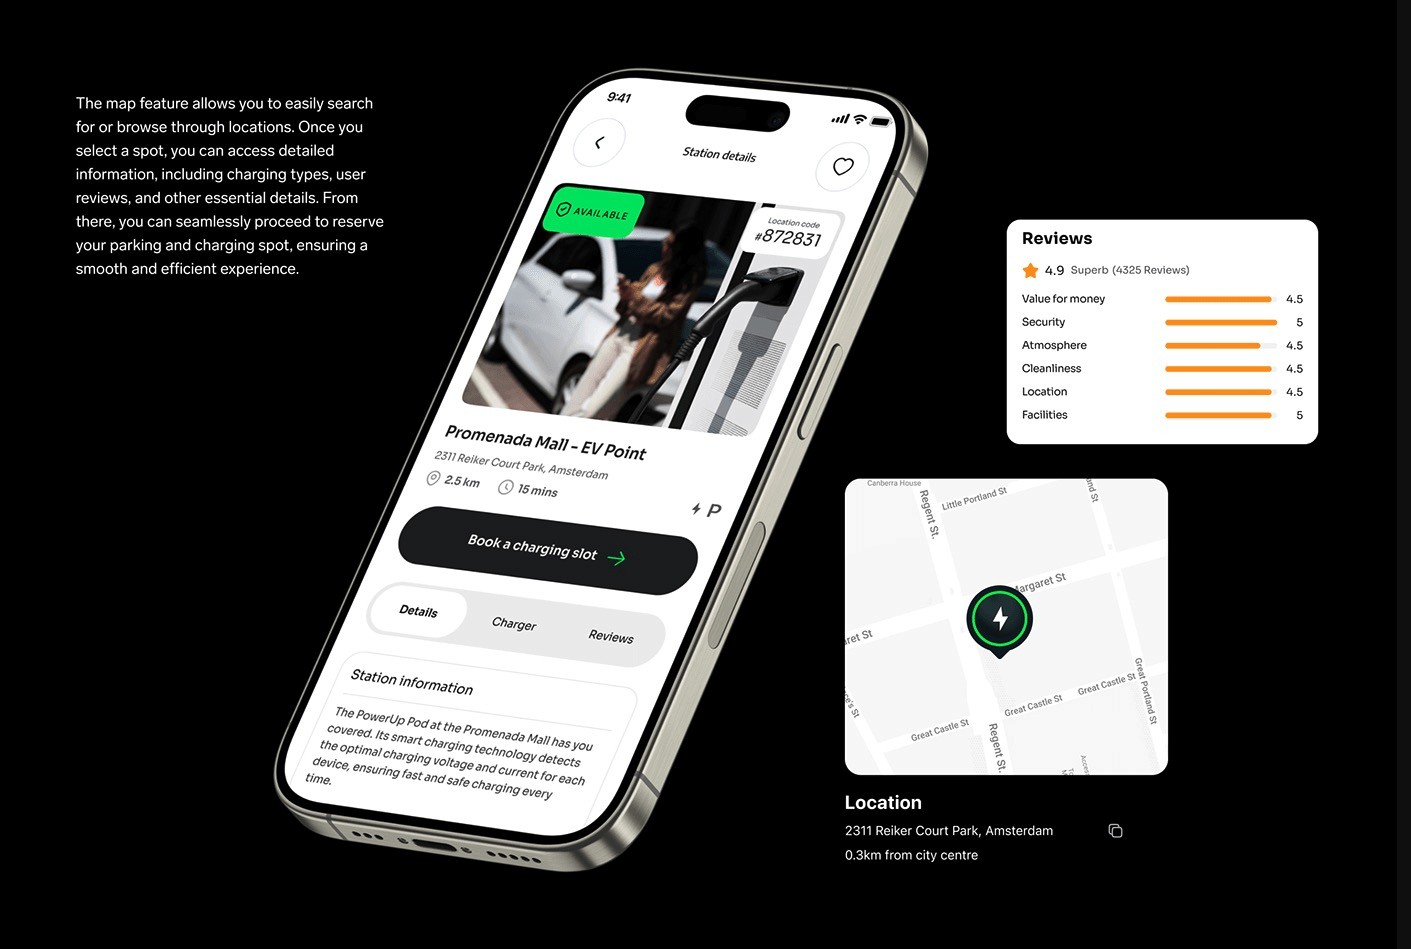 The map feature allows you to easily search
for or browse through locations. Once you
select a spot, you can access detailed
information, including charging types, user
reviews, and other essential details. From
there, you can seamlessly proceed to reserve
your parking and charging spot, ensuring a
smooth and efficient experience.
9:41
Station details
AVAILABLE
Location code
#872831
Promenada Mall - EV Point
2311 Reiker Court Park, Amsterdam
2.5 km 15 mins
P
Book a charging slot
Details Charger Reviews
Station information
The PowerUp Pod at the Promenada Mall has you
covered. Its smart charging technology detects
the optimal charging voltage and current for each
device, ensuring fast and safe charging every
time.
Reviews
4.9 Superb (4325 Reviews)
Value for money 4.5
Security 5
Atmosphere 4.5
Cleanliness 4.5
Location 4.5
Facilities 5
Canberra House
Regent St.
Little Portland St
nd St
argaret St
aret St
Great Castle St
Great Castle St
Great Castle St
Great Portland St
Regent St.
Location
2311 Reiker Court Park, Amsterdam
0.3km from city centre